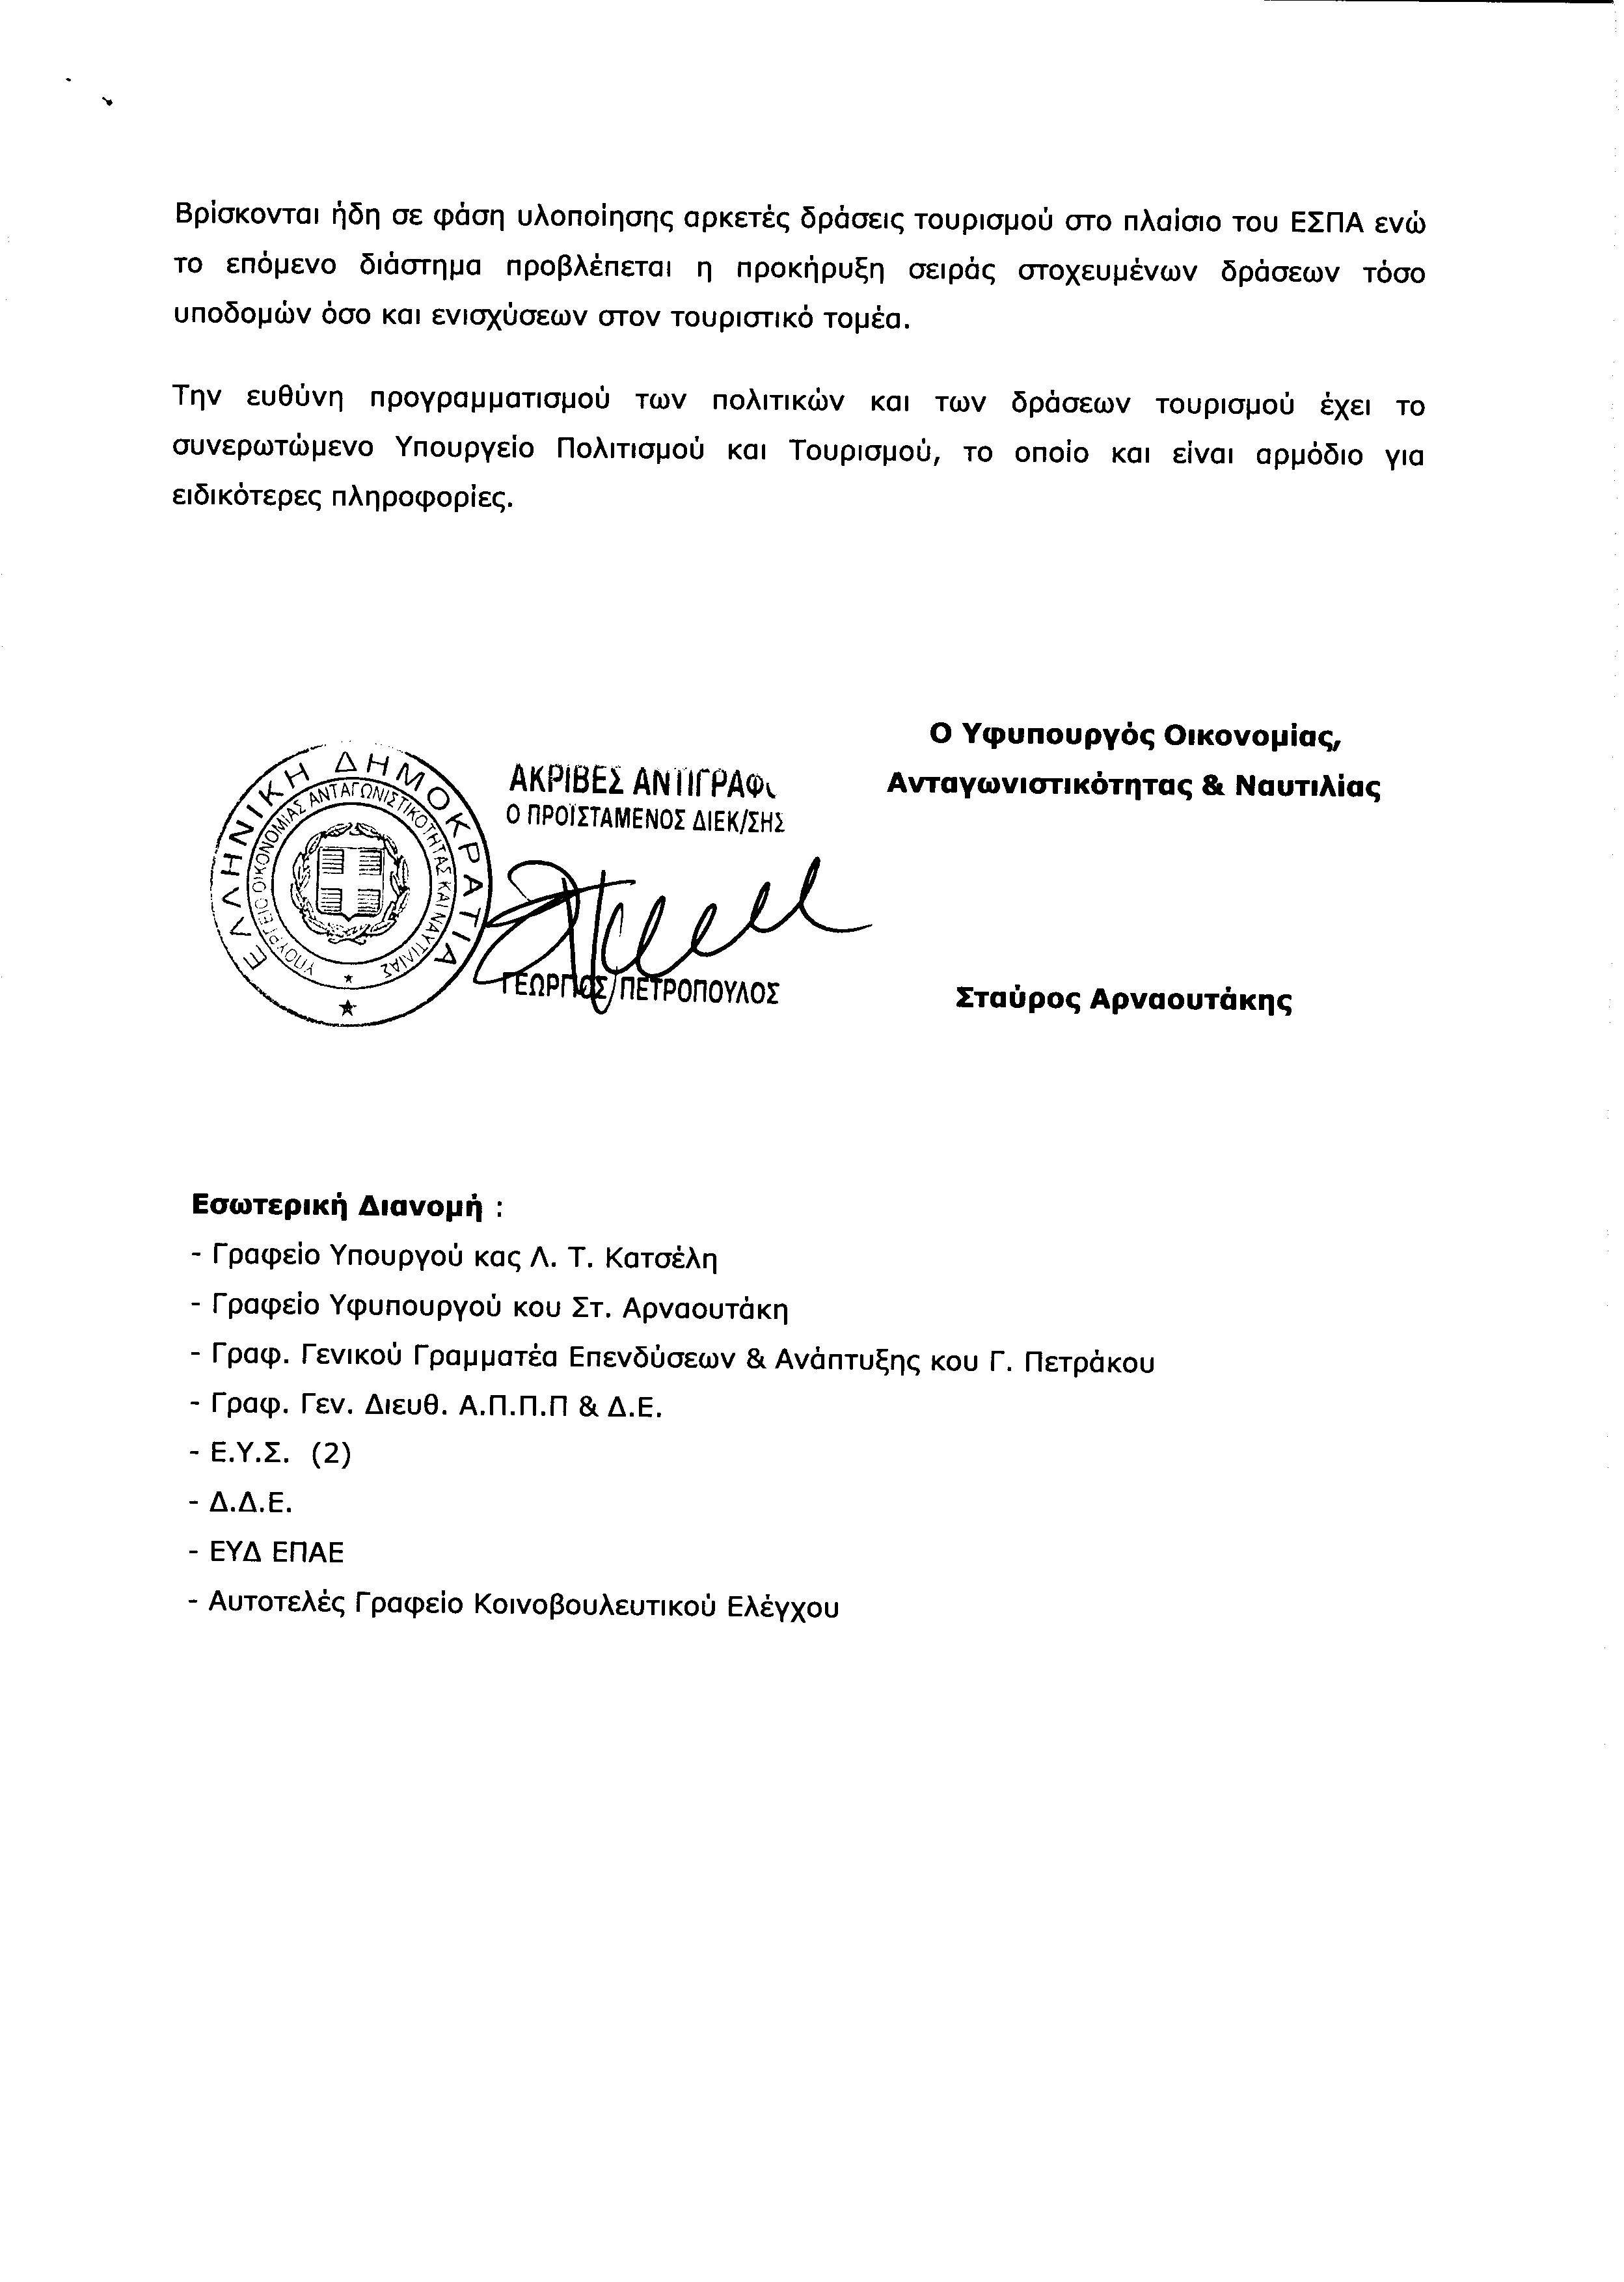 Βρίσκονται ήδη σε φάση υλοποίησης αρκετές δράσεις τουρισμού στο πλαίσιο του ΕΣΠΑ ενώ
το επόμενο διάστημα προβλέπεται η προκήρυξη σειράς στοχευμένων δράσεων τόσο
υποδομών όσο και ενισχύσεων στον τουριστικό τομέα.
Την ευθύνη προγραμματισμού των πολιτικών και των δράσεων τουρισμού έχει το
συνερωτώμενο Υπουργείο Πολιτισμού και Τουρισμού, το οποίο και είναι αρμόδιο για
ειδικότερες πληροφορίες.
Ο Υφυπουργός Οικονομίας,
Ανταγωνιστικότητας & Ναυτιλίας
ΕΛΛΗΝΙΚΗ ΔΗΜΟΚΡΑΤΙΑ
ΥΠΟΥΡΓΕΙΟ ΟΙΚΟΝΟΜΙΑΣ ΑΝΤΑΓΩΝΙΣΤΙΚΟΤΗΤΑΣ ΚΑΙ ΝΑΥΤΙΛΙΑΣ
ΑΚΡΙΒΕΣ ΑΝΤΙΓΡΑΦ
Ο ΠΡΟΪΣΤΑΜΕΝΟΣ ΔΙΕΚ/ΣΗΣ
ΓΕΩΡΓΙΟΣ ΠΕΤΡΟΠΟΥΛΟΣ
Σταύρος Αρναουτάκης
Εσωτερική Διανομή :
- Γραφείο Υπουργού κας Λ. Τ. Κατσέλη
- Γραφείο Υφυπουργού κου Στ. Αρναουτάκη
- Γραφ. Γενικού Γραμματέα Επενδύσεων & Ανάπτυξης κου Γ. Πετράκου
- Γραφ. Γεν. Διευθ. Α.Π.Π.Π & Δ.Ε.
- Ε.Υ.Σ. (2)
- Δ.Δ.Ε.
- ΕΥΔ ΕΠΑΕ
- Αυτοτελές Γραφείο Κοινοβουλευτικού Ελέγχου